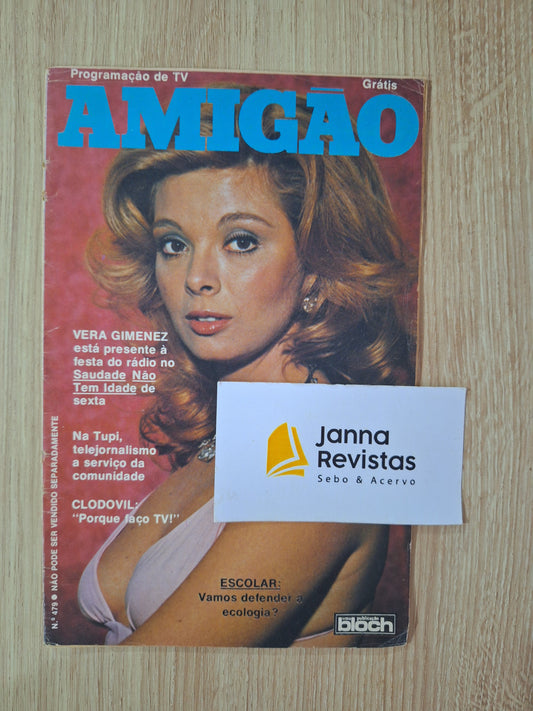 Programação de TV
Grátis
AMIGÃO
VERA GIMENEZ
está presente à
festa do rádio no
Saudade Não
Tem Idade de
sexta
Na Tupi,
telejornalismo
a serviço da
comunidade
CLODOVIL:
"Porque faço TV!"
N.º 479 ● NÃO PODE SER VENDIDO SEPARADAMENTE
Janna
Revistas
Sebo & Acervo
ESCOLAR:
Vamos defender a
ecologia?
publicação
bloch